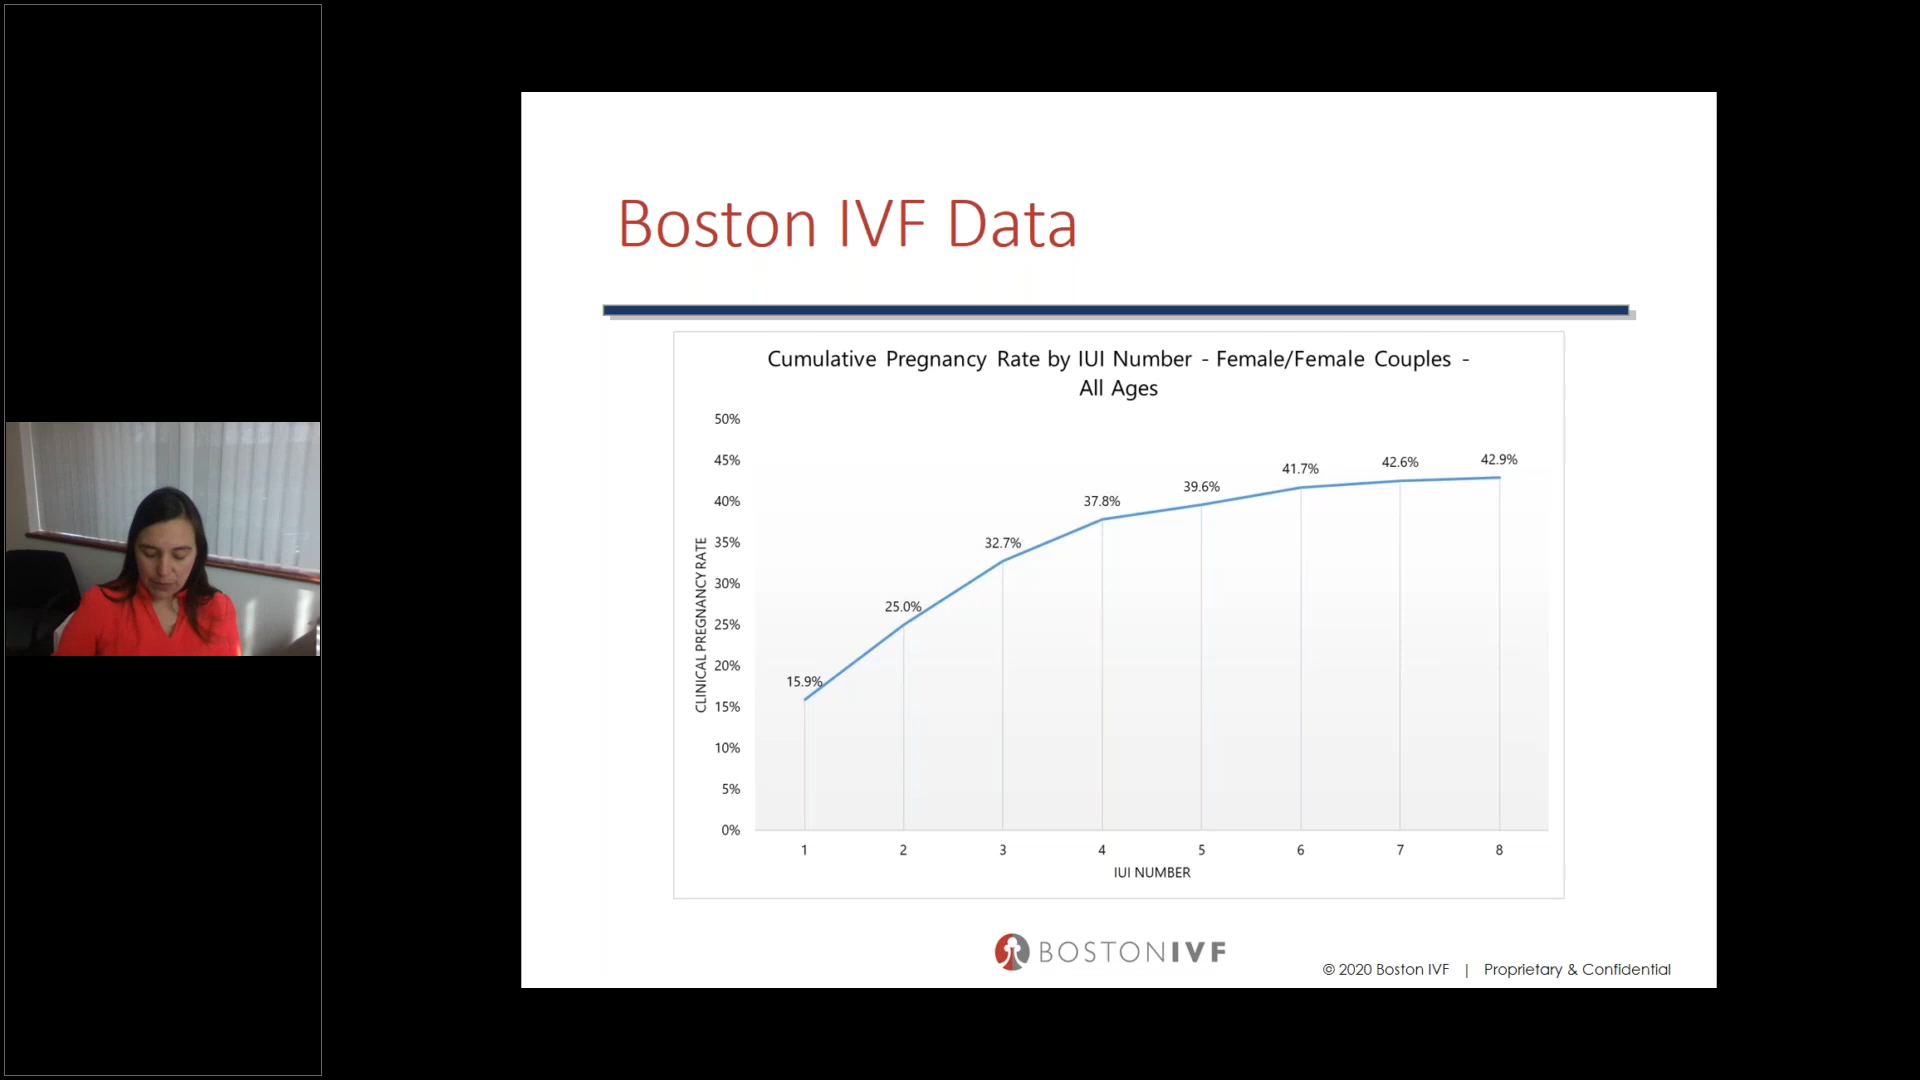 Boston IVF Data
Cumulative Pregnancy Rate by IUI Number - Female/Female Couples -
All Ages
50%
45%
40%
35%
30%
25%
20%
15%
10%
5%
0%
CLINICAL PREGNANCY RATE
15.9%
25.0%
32.7%
37.8%
39.6%
41.7%
42.6%
42.9%
1 2 3 4 5 6 7 8
IUI NUMBER
BOSTONIVF
© 2020 Boston IVF | Proprietary & Confidential